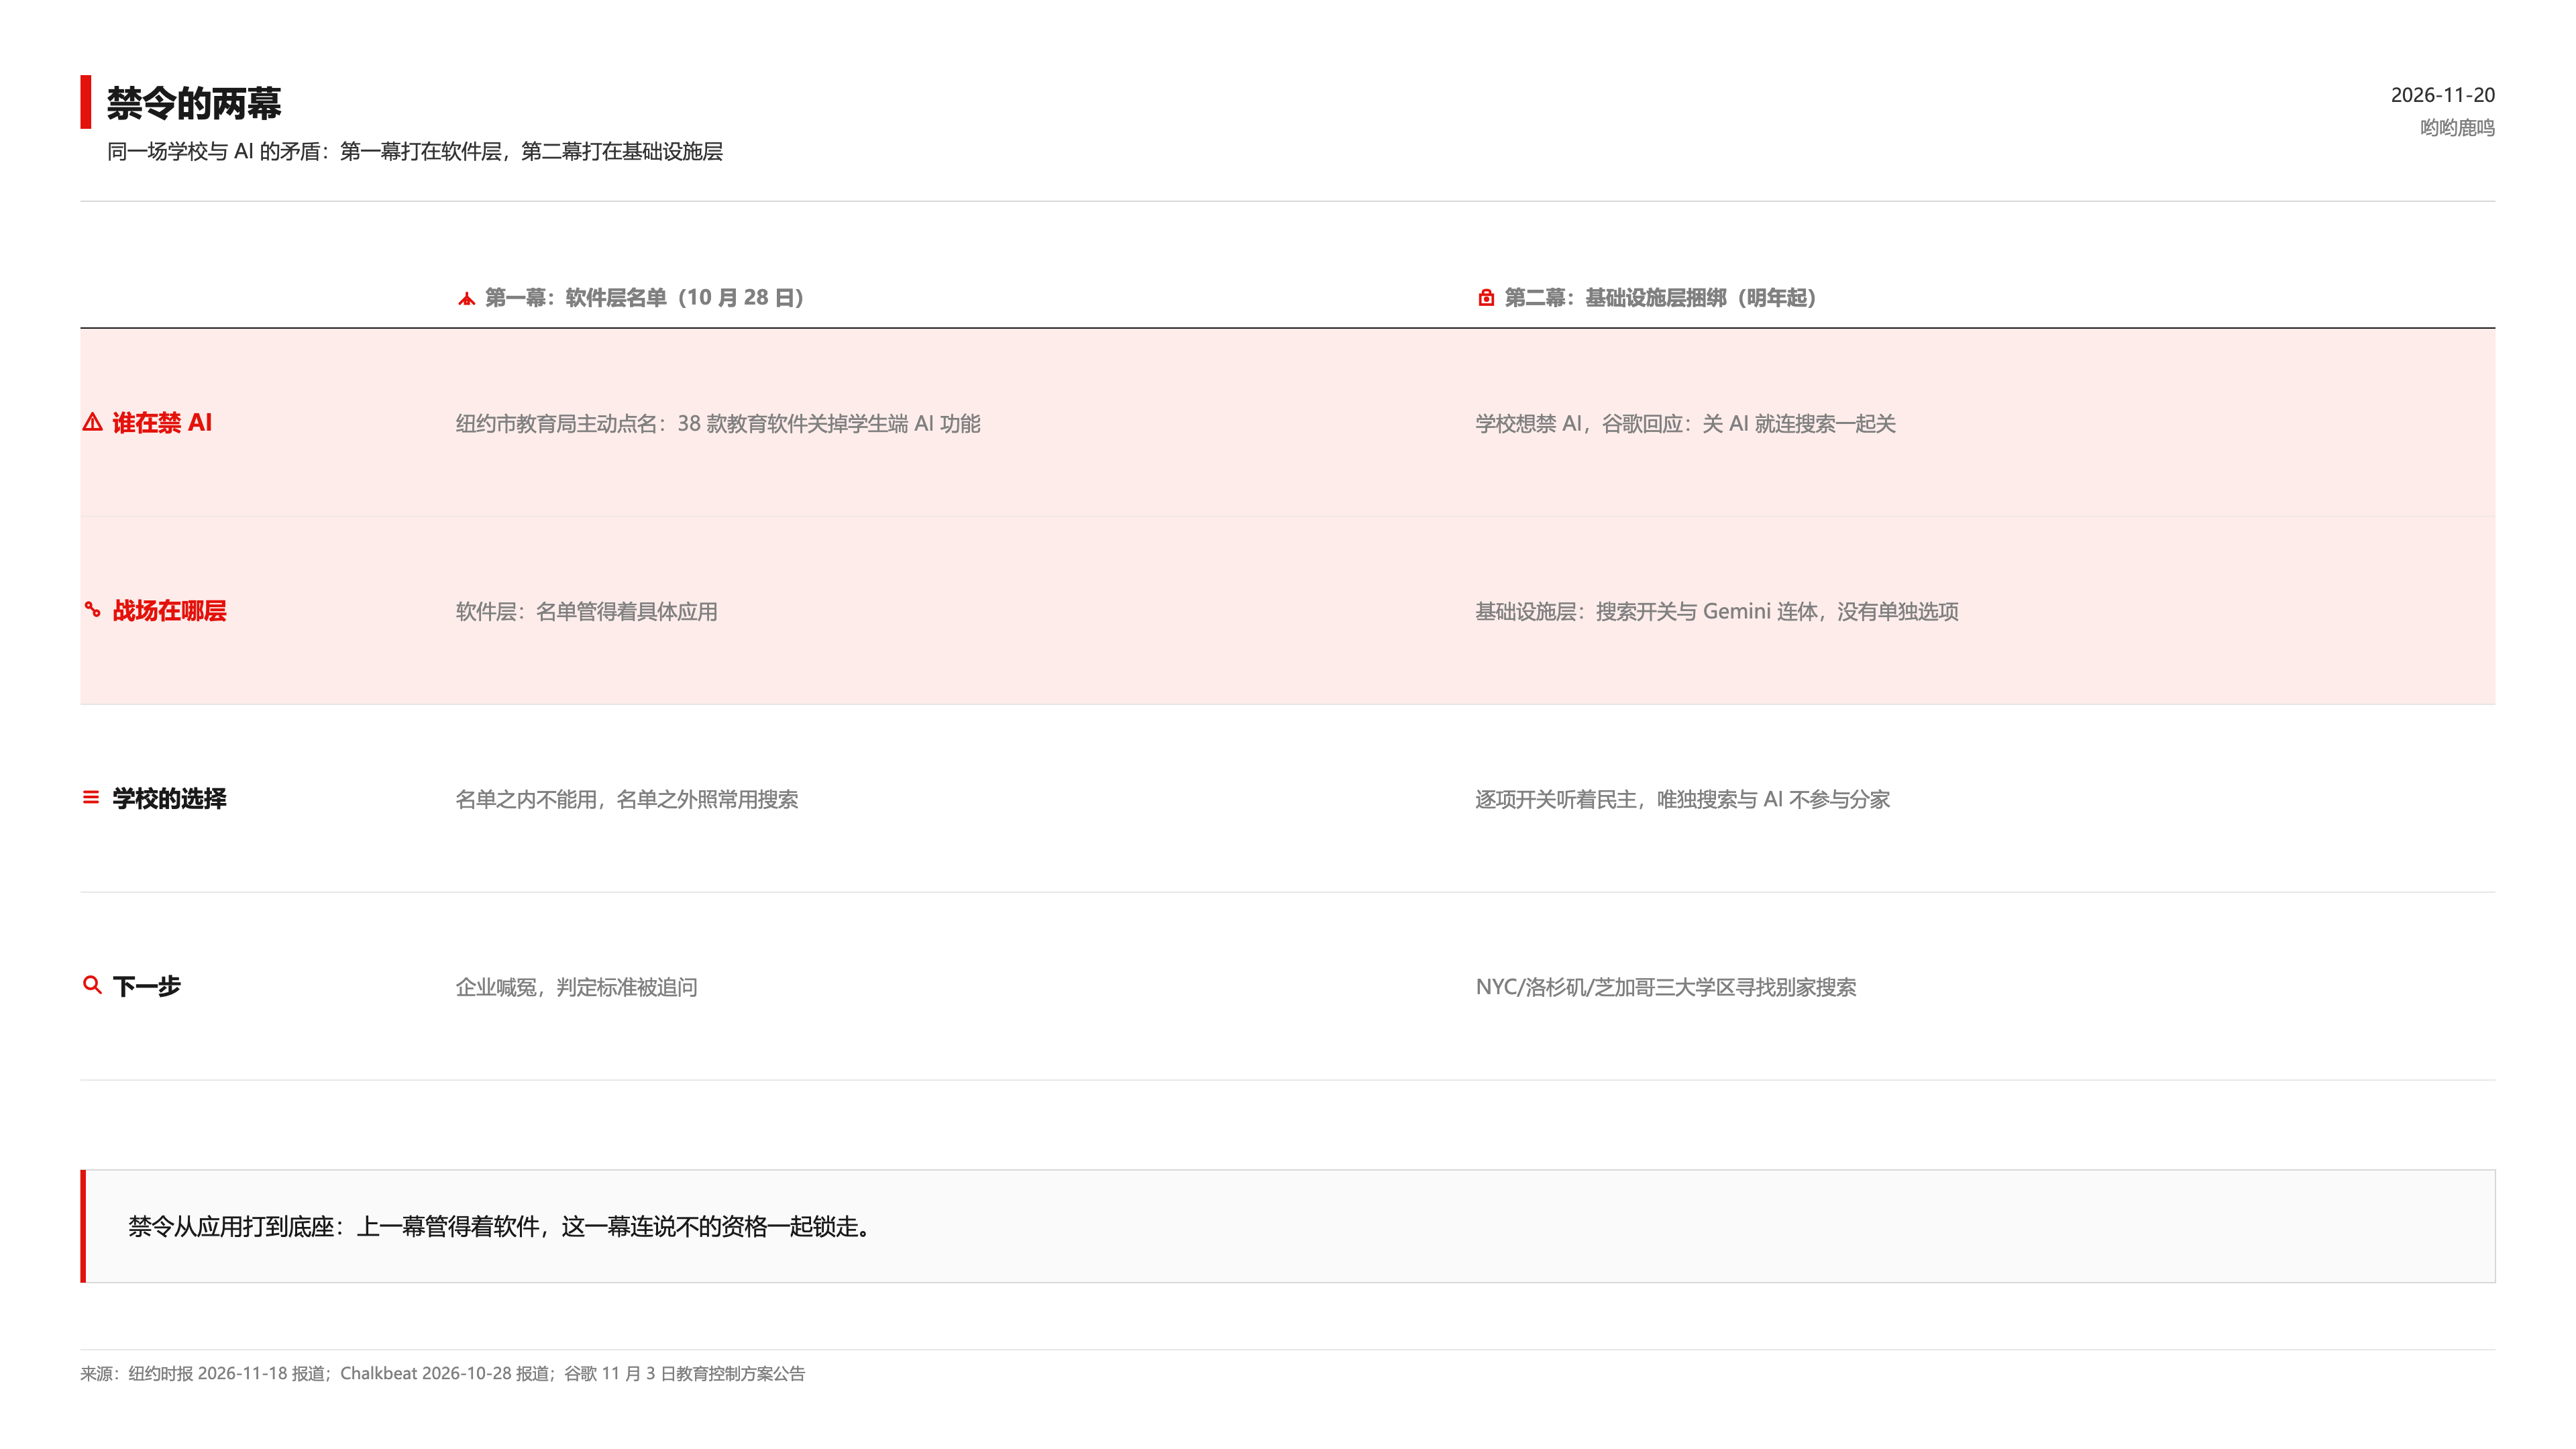 禁令的两幕
2026-11-20
哟哟鹿鸣
同一场学校与 AI 的矛盾：第一幕打在软件层，第二幕打在基础设施层
第一幕：软件层名单（10 月 28 日）
第二幕：基础设施层捆绑（明年起）
谁在禁 AI
纽约市教育局主动点名：38 款教育软件关掉学生端 AI 功能
学校想禁 AI，谷歌回应：关 AI 就连搜索一起关
战场在哪层
软件层：名单管得着具体应用
基础设施层：搜索开关与 Gemini 连体，没有单独选项
学校的选择
名单之内不能用，名单之外照常用搜索
逐项开关听着民主，唯独搜索与 AI 不参与分家
下一步
企业喊冤，判定标准被追问
NYC/洛杉矶/芝加哥三大学区寻找别家搜索
禁令从应用打到底座：上一幕管得着软件，这一幕连说不的资格一起锁走。
来源：纽约时报 2026-11-18 报道；Chalkbeat 2026-10-28 报道；谷歌 11 月 3 日教育控制方案公告